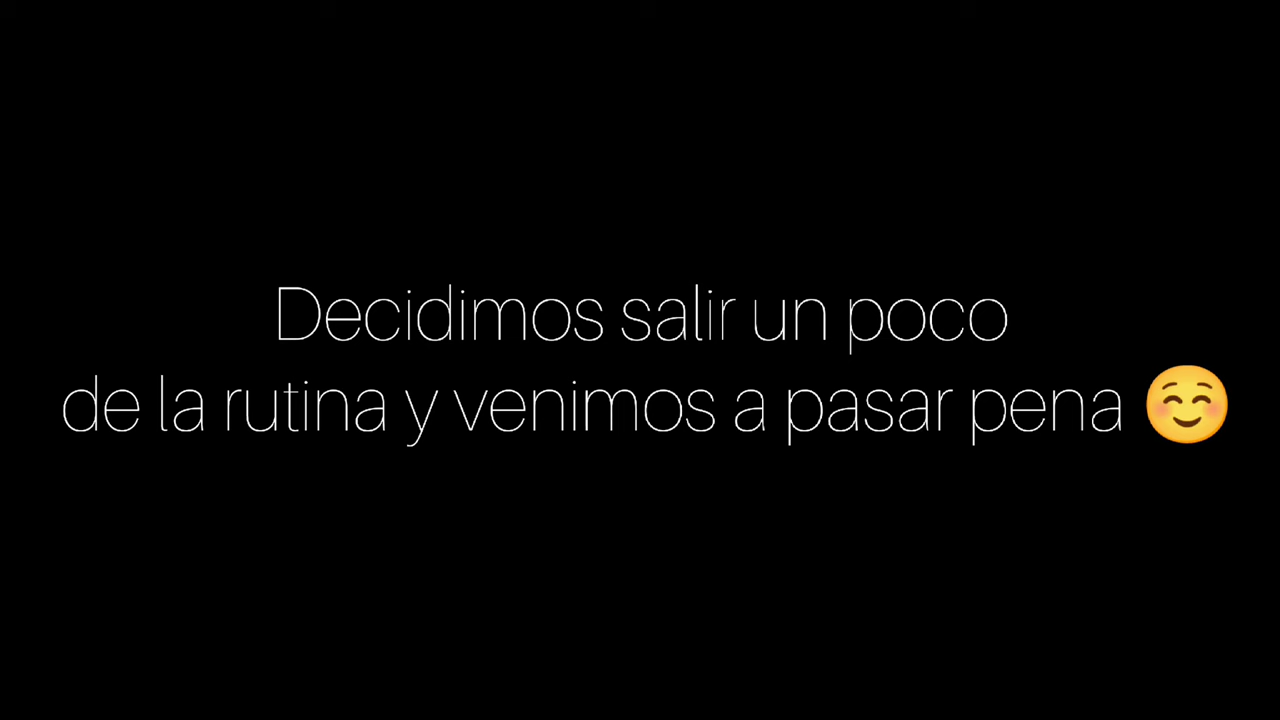 Decidimos salir un poco
de la rutina y venimos a pasar pena ☺️